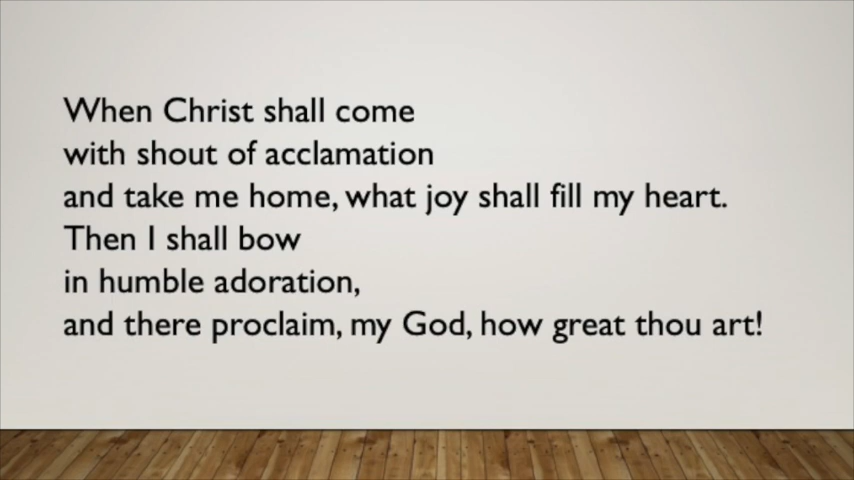 When Christ shall come
with shout of acclamation
and take me home, what joy shall fill my heart.
Then I shall bow
in humble adoration,
and there proclaim, my God, how great thou art!